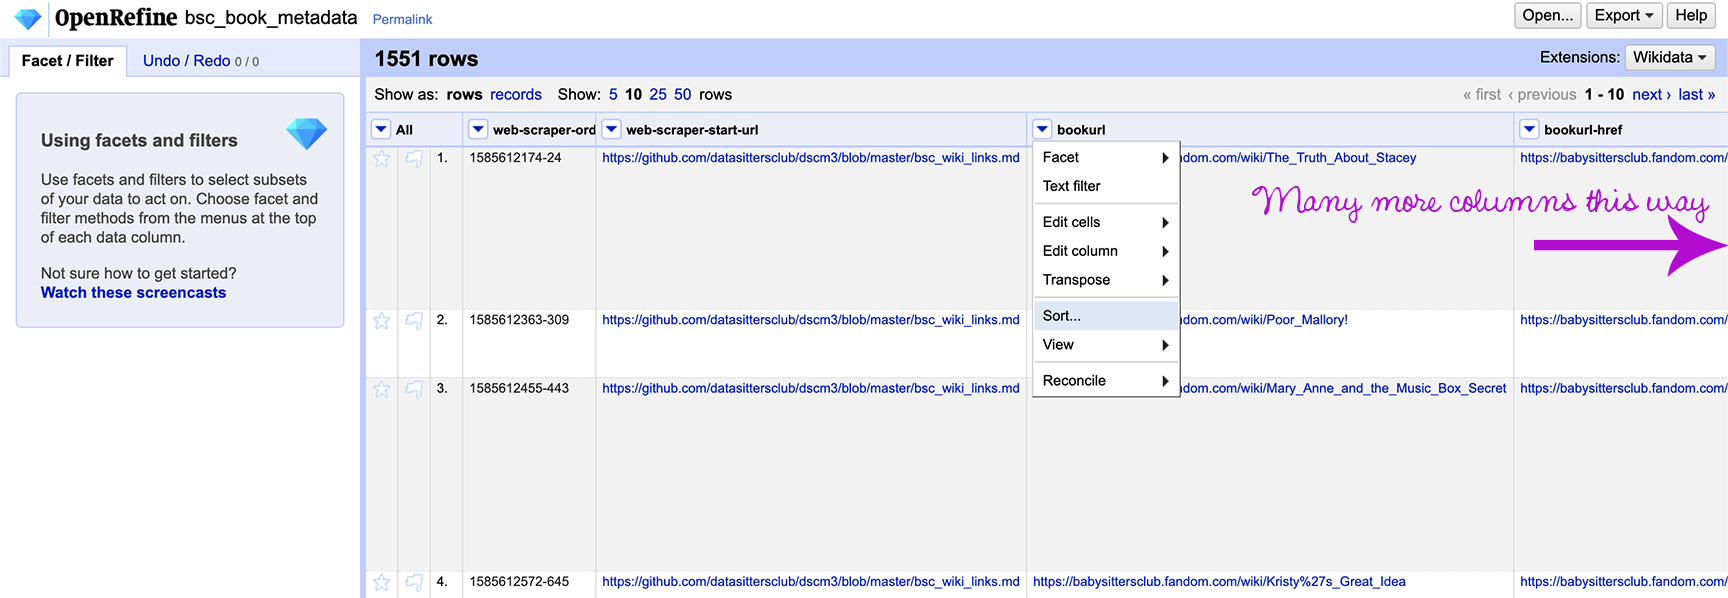 OpenRefine bsc_book_metadata Permalink Open... Export Help
Facet / Filter Undo / Redo 0 / 0 1551 rows Extensions: Wikidata
Show as: rows records Show: 5 10 25 50 rows « first ‹ previous 1 - 10 next › last »
Using facets and filters
Use facets and filters to select subsets
of your data to act on. Choose facet and
filter methods from the menus at the top
of each data column.
Not sure how to get started?
Watch these screencasts
All web-scraper-ord web-scraper-start-url bookurl bookurl-href
1. 1585612174-24 https://github.com/datasittersclub/dscm3/blob/master/bsc_wiki_links.md dom.com/wiki/The_Truth_About_Stacey https://babysittersclub.fandom.com/
Many more columns this way
2. 1585612363-309 https://github.com/datasittersclub/dscm3/blob/master/bsc_wiki_links.md dom.com/wiki/Poor_Mallory! https://babysittersclub.fandom.com/
3. 1585612455-443 https://github.com/datasittersclub/dscm3/blob/master/bsc_wiki_links.md dom.com/wiki/Mary_Anne_and_the_Music_Box_Secret https://babysittersclub.fandom.com/
4. 1585612572-645 https://github.com/datasittersclub/dscm3/blob/master/bsc_wiki_links.md https://babysittersclub.fandom.com/wiki/Kristy%27s_Great_Idea https://babysittersclub.fandom.com/
Facet
Text filter
Edit cells
Edit column
Transpose
Sort...
View
Reconcile